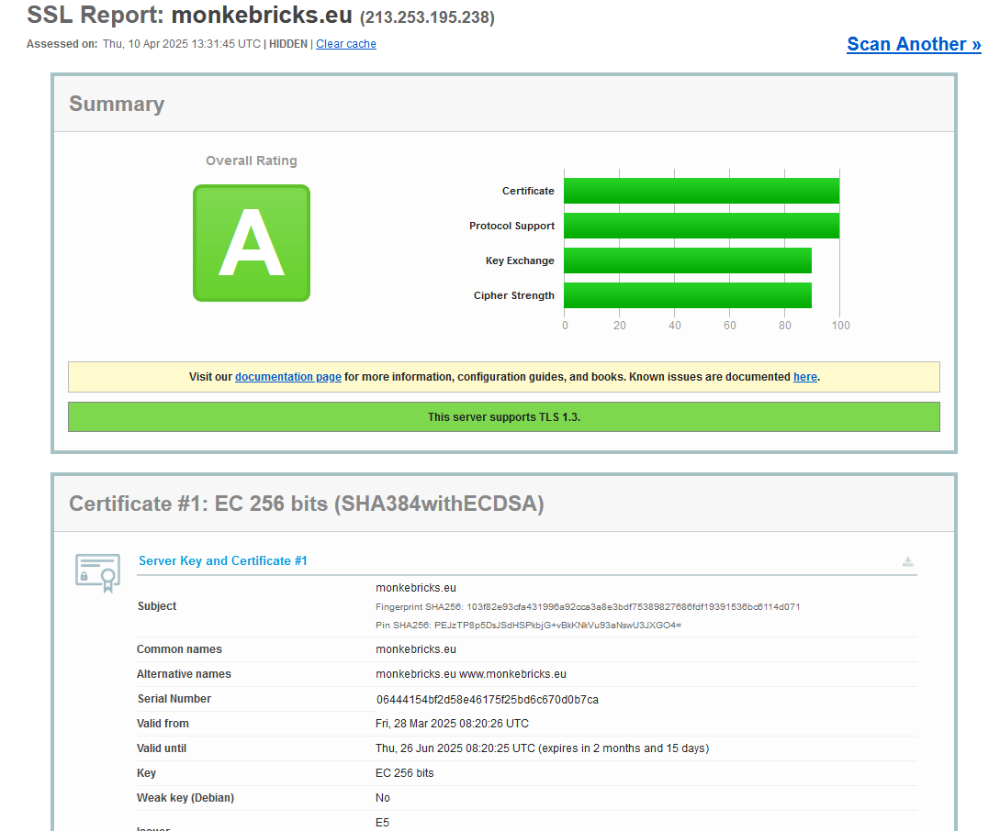 SSL Report: monkebricks.eu (213.253.195.238)
Assessed on: Thu, 10 Apr 2025 13:31:45 UTC | HIDDEN | Clear cache
Scan Another »
Summary
Overall Rating
A
Certificate
Protocol Support
Key Exchange
Cipher Strength
0 20 40 60 80 100
Visit our documentation page for more information, configuration guides, and books. Known issues are documented here.
This server supports TLS 1.3.
Certificate #1: EC 256 bits (SHA384withECDSA)
Server Key and Certificate #1
Subject
monkebricks.eu
Fingerprint SHA256: 103f82e93cfa431996a92cca3a8e3bdf75389827686fdf19391536bc6114d071
Pin SHA256: PEJzTP8p5DsJSdHSPkbjG+vBkKNkVu93aNswU3JXGO4=
Common names monkebricks.eu
Alternative names monkebricks.eu www.monkebricks.eu
Serial Number 06444154bf2d58e46175f25bd6c670d0b7ca
Valid from Fri, 28 Mar 2025 08:20:26 UTC
Valid until Thu, 26 Jun 2025 08:20:25 UTC (expires in 2 months and 15 days)
Key EC 256 bits
Weak key (Debian) No
Issuer E5